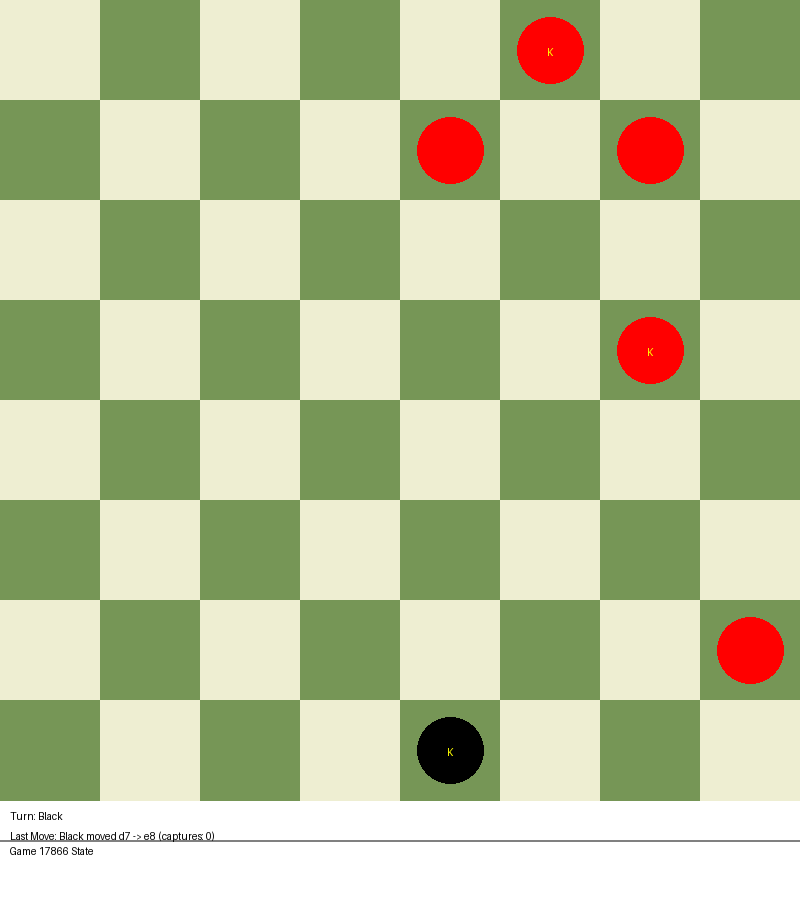 K
K
K
Turn: Black
Last Move: Black moved d7 -> e8 (captures: 0)
Game 17866 State